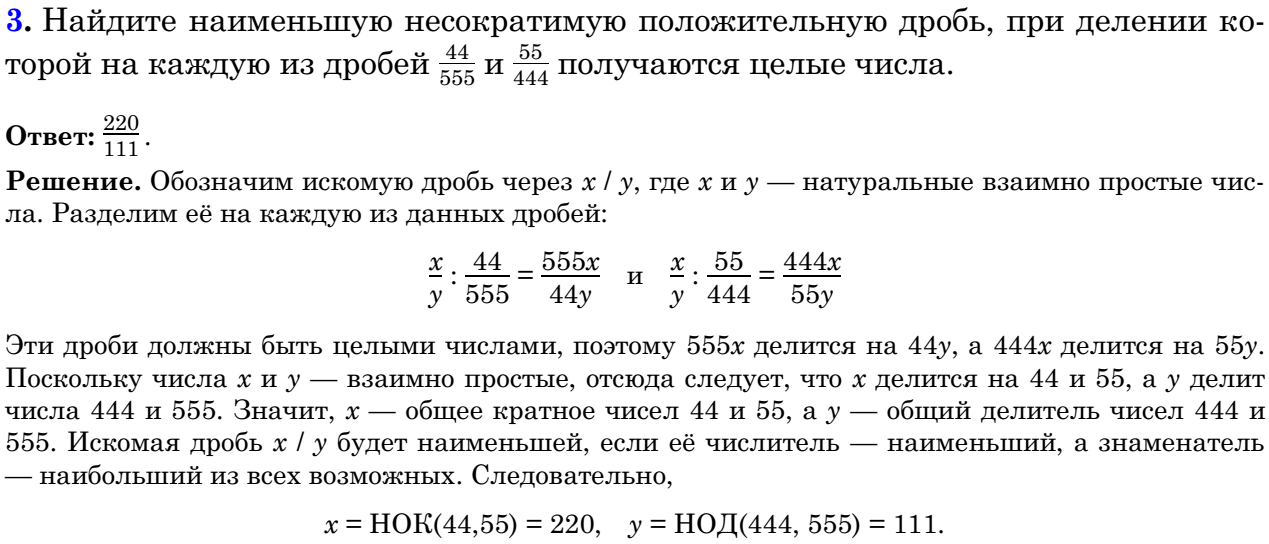 3. Найдите наименьшую несократимую положительную дробь, при делении ко-
торой на каждую из дробей 44/555 и 55/444 получаются целые числа.
Ответ: 220/111.
Решение. Обозначим искомую дробь через x / y, где x и y — натуральные взаимно простые чис-
ла. Разделим её на каждую из данных дробей:
x/y : 44/555 = 555x/44y и x/y : 55/444 = 444x/55y
Эти дроби должны быть целыми числами, поэтому 555x делится на 44y, а 444x делится на 55y.
Поскольку числа x и y — взаимно простые, отсюда следует, что x делится на 44 и 55, а y делит
числа 444 и 555. Значит, x — общее кратное чисел 44 и 55, а y — общий делитель чисел 444 и
555. Искомая дробь x / y будет наименьшей, если её числитель — наименьший, а знаменатель
— наибольший из всех возможных. Следовательно,
x = НОК(44,55) = 220, y = НОД(444, 555) = 111.